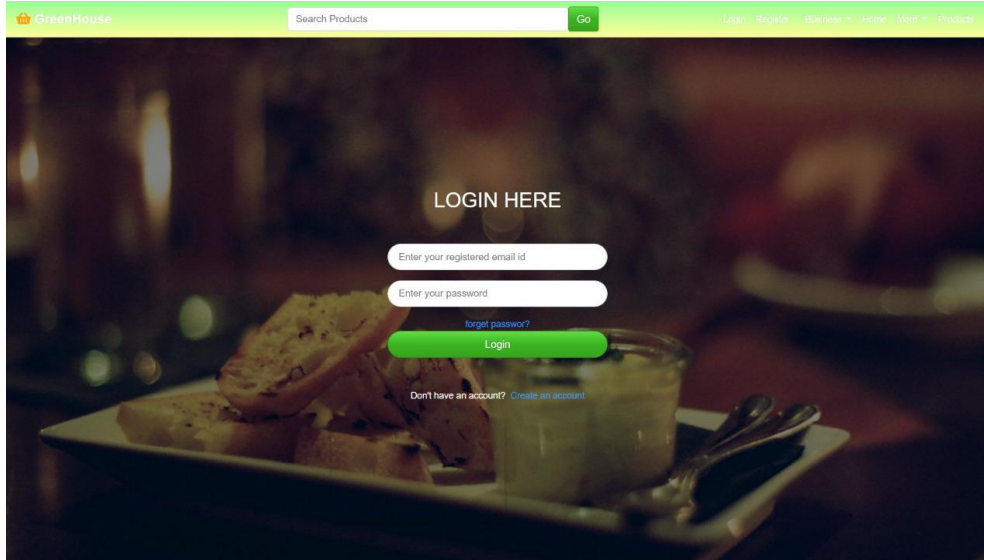 GreenHouse
Search Products
Go
Login Register Business Home More Products
LOGIN HERE
Enter your registered email id
Enter your password
forget passwor?
Login
Don't have an account? Create an account